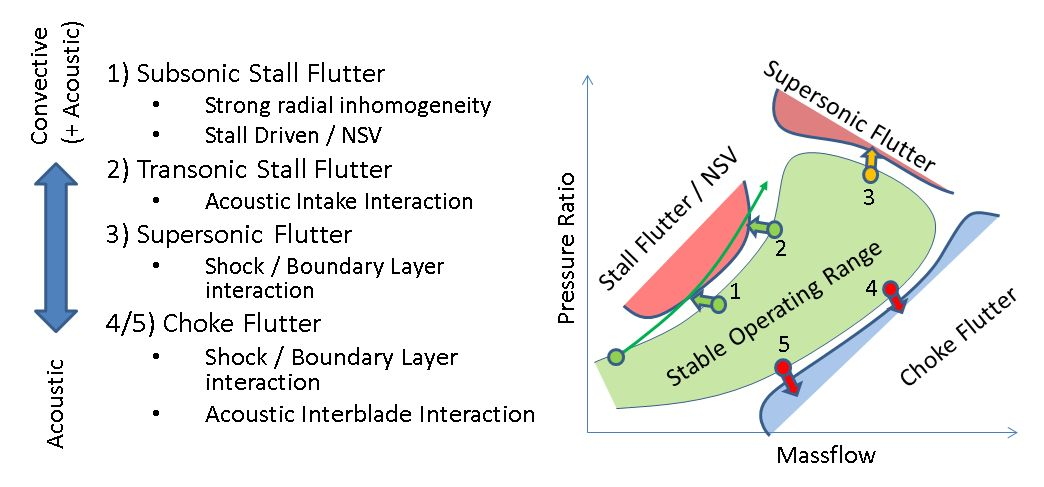 Convective
(+ Acoustic)
Acoustic
1) Subsonic Stall Flutter
• Strong radial inhomogeneity
• Stall Driven / NSV
2) Transonic Stall Flutter
• Acoustic Intake Interaction
3) Supersonic Flutter
• Shock / Boundary Layer
interaction
4/5) Choke Flutter
• Shock / Boundary Layer
interaction
• Acoustic Interblade Interaction
Pressure Ratio
Massflow
Stall Flutter / NSV
Supersonic Flutter
Stable Operating Range
Choke Flutter
1
2
3
4
5